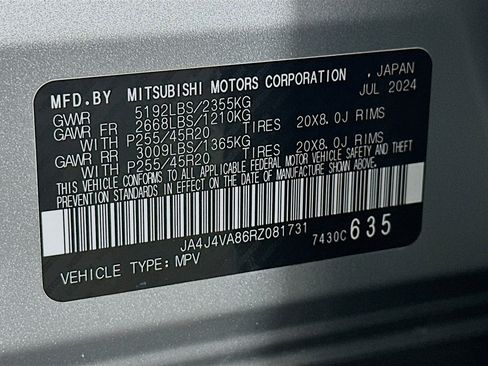 MFD.BY MITSUBISHI MOTORS CORPORATION , JAPAN
GVWR 5192LBS/2355KG JUL 2024
GAWR FR 2668LBS/1210KG
WITH P255/45R20 TIRES 20X8.0J RIMS
GAWR RR 3009LBS/1365KG
WITH P255/45R20 TIRES 20X8.0J RIMS
THIS VEHICLE CONFORMS TO ALL APPLICABLE FEDERAL MOTOR VEHICLE SAFETY AND THEFT
PREVENTION STANDARDS IN EFFECT ON THE DATE OF MANUFACTURE SHOWN ABOVE.
JA4J4VA86RZ081731 7430C 635
VEHICLE TYPE: MPV